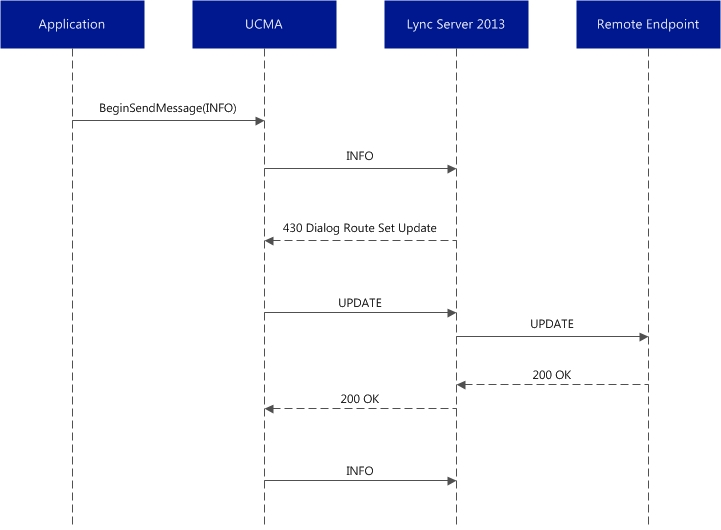 Application
UCMA
Lync Server 2013
Remote Endpoint
BeginSendMessage(INFO)
INFO
430 Dialog Route Set Update
UPDATE
UPDATE
200 OK
200 OK
INFO